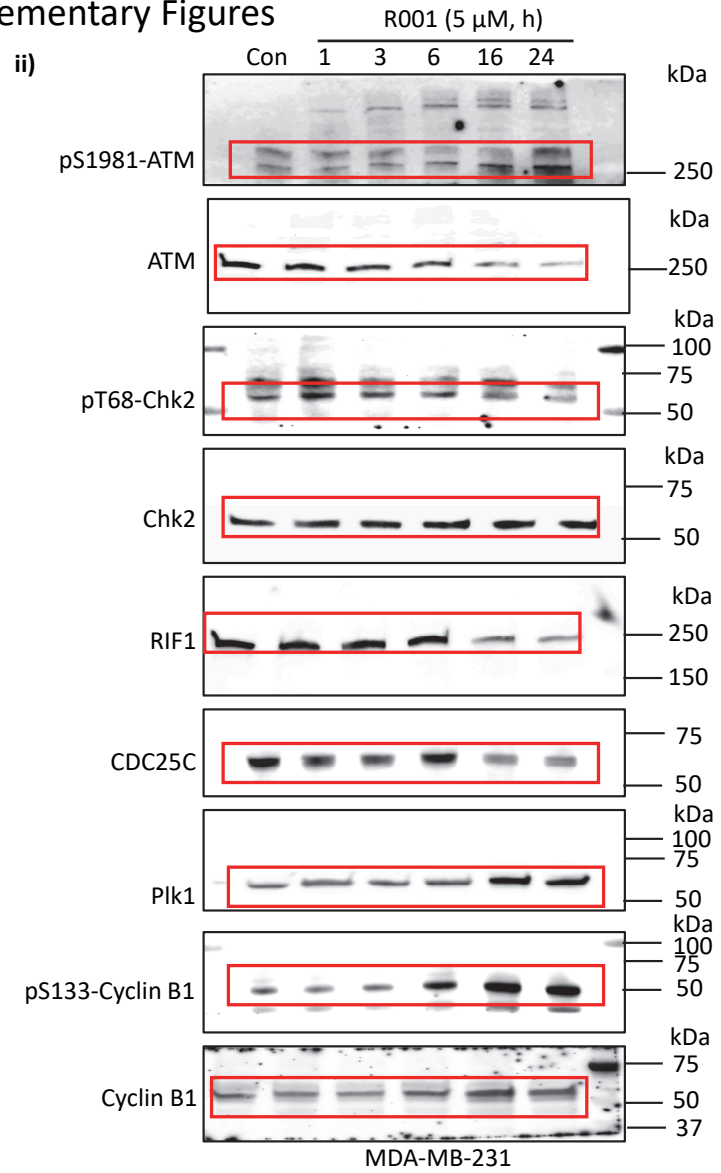 ementary Figures
R001 (5 µM, h)
ii)
Con 1 3 6 16 24
kDa
pS1981-ATM
250
kDa
ATM
250
kDa
100
75
pT68-Chk2
50
kDa
75
Chk2
50
kDa
250
RIF1
150
75
CDC25C
50
kDa
100
75
Plk1
50
kDa
100
75
pS133-Cyclin B1
50
kDa
75
Cyclin B1
50
37
MDA-MB-231